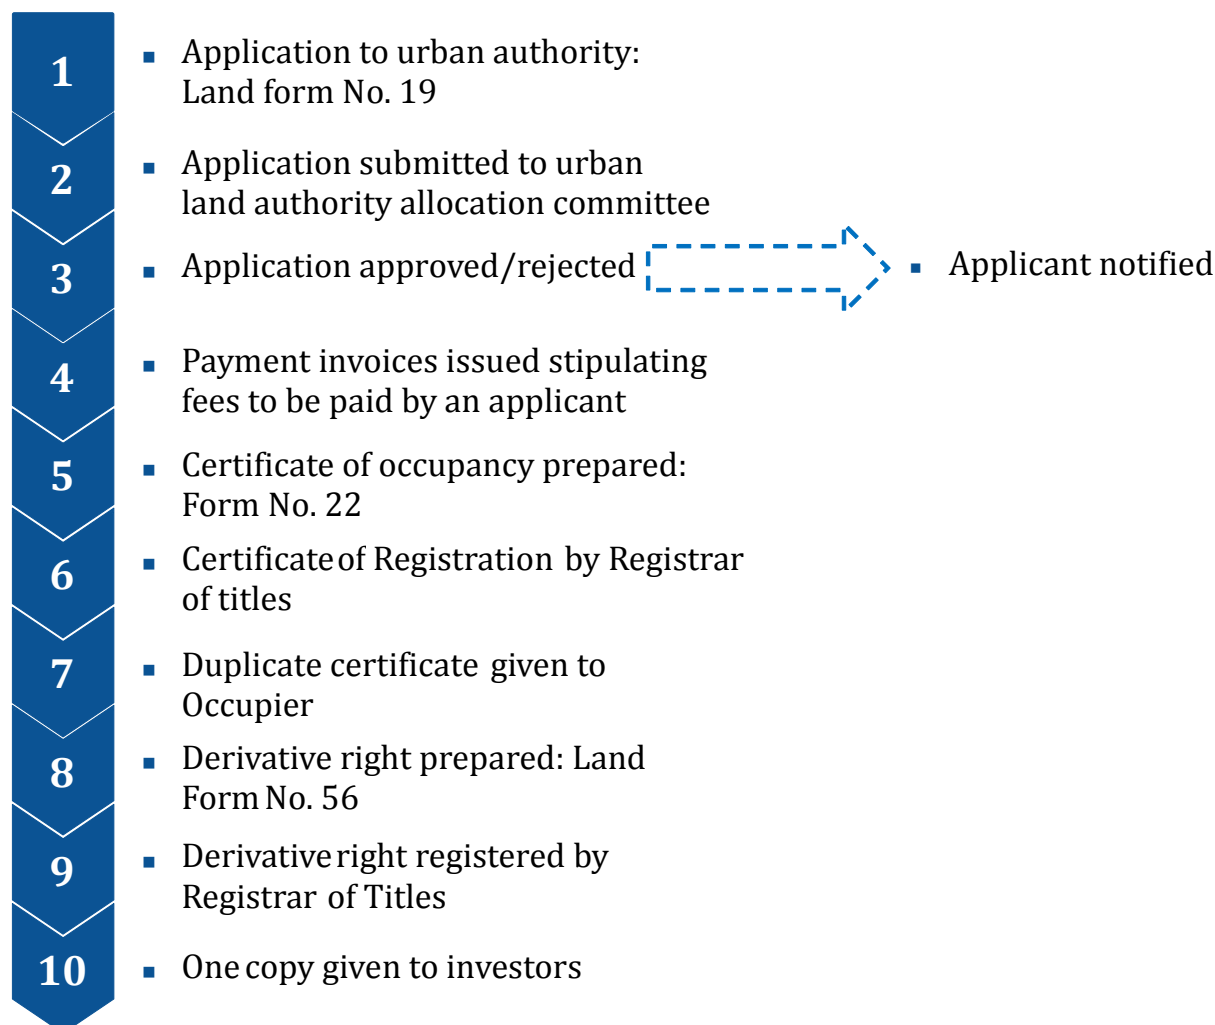 1
▪ Application to urban authority:
Land form No. 19
2
▪ Application submitted to urban
land authority allocation committee
3
▪ Application approved/rejected
▪ Applicant notified
4
▪ Payment invoices issued stipulating
fees to be paid by an applicant
5
▪ Certificate of occupancy prepared:
Form No. 22
6
▪ Certificate of Registration by Registrar
of titles
7
▪ Duplicate certificate given to
Occupier
8
▪ Derivative right prepared: Land
Form No. 56
9
▪ Derivative right registered by
Registrar of Titles
10
▪ One copy given to investors